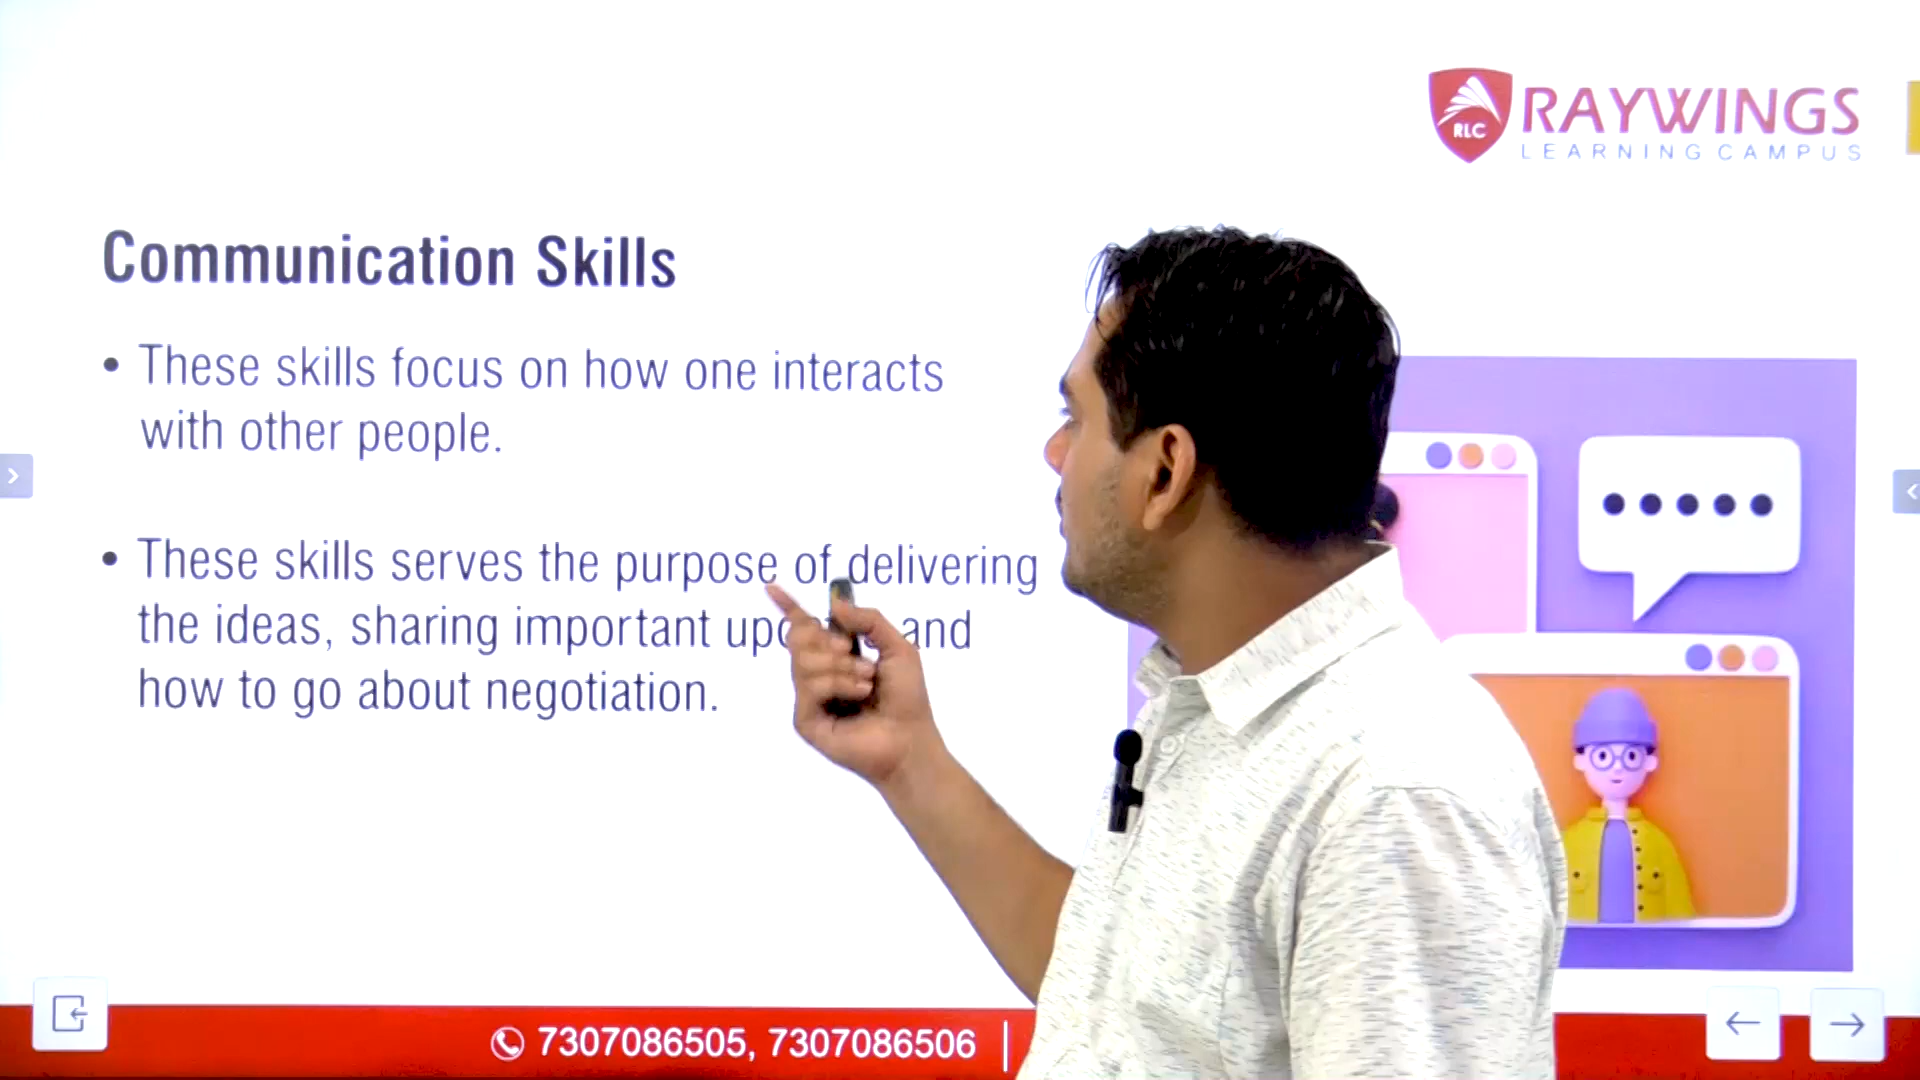 RLC
RAYWINGS
LEARNING CAMPUS
Communication Skills
• These skills focus on how one interacts
with other people.
• These skills serves the purpose of delivering
the ideas, sharing important and
how to go about negotiation.
7307086505, 7307086506 |